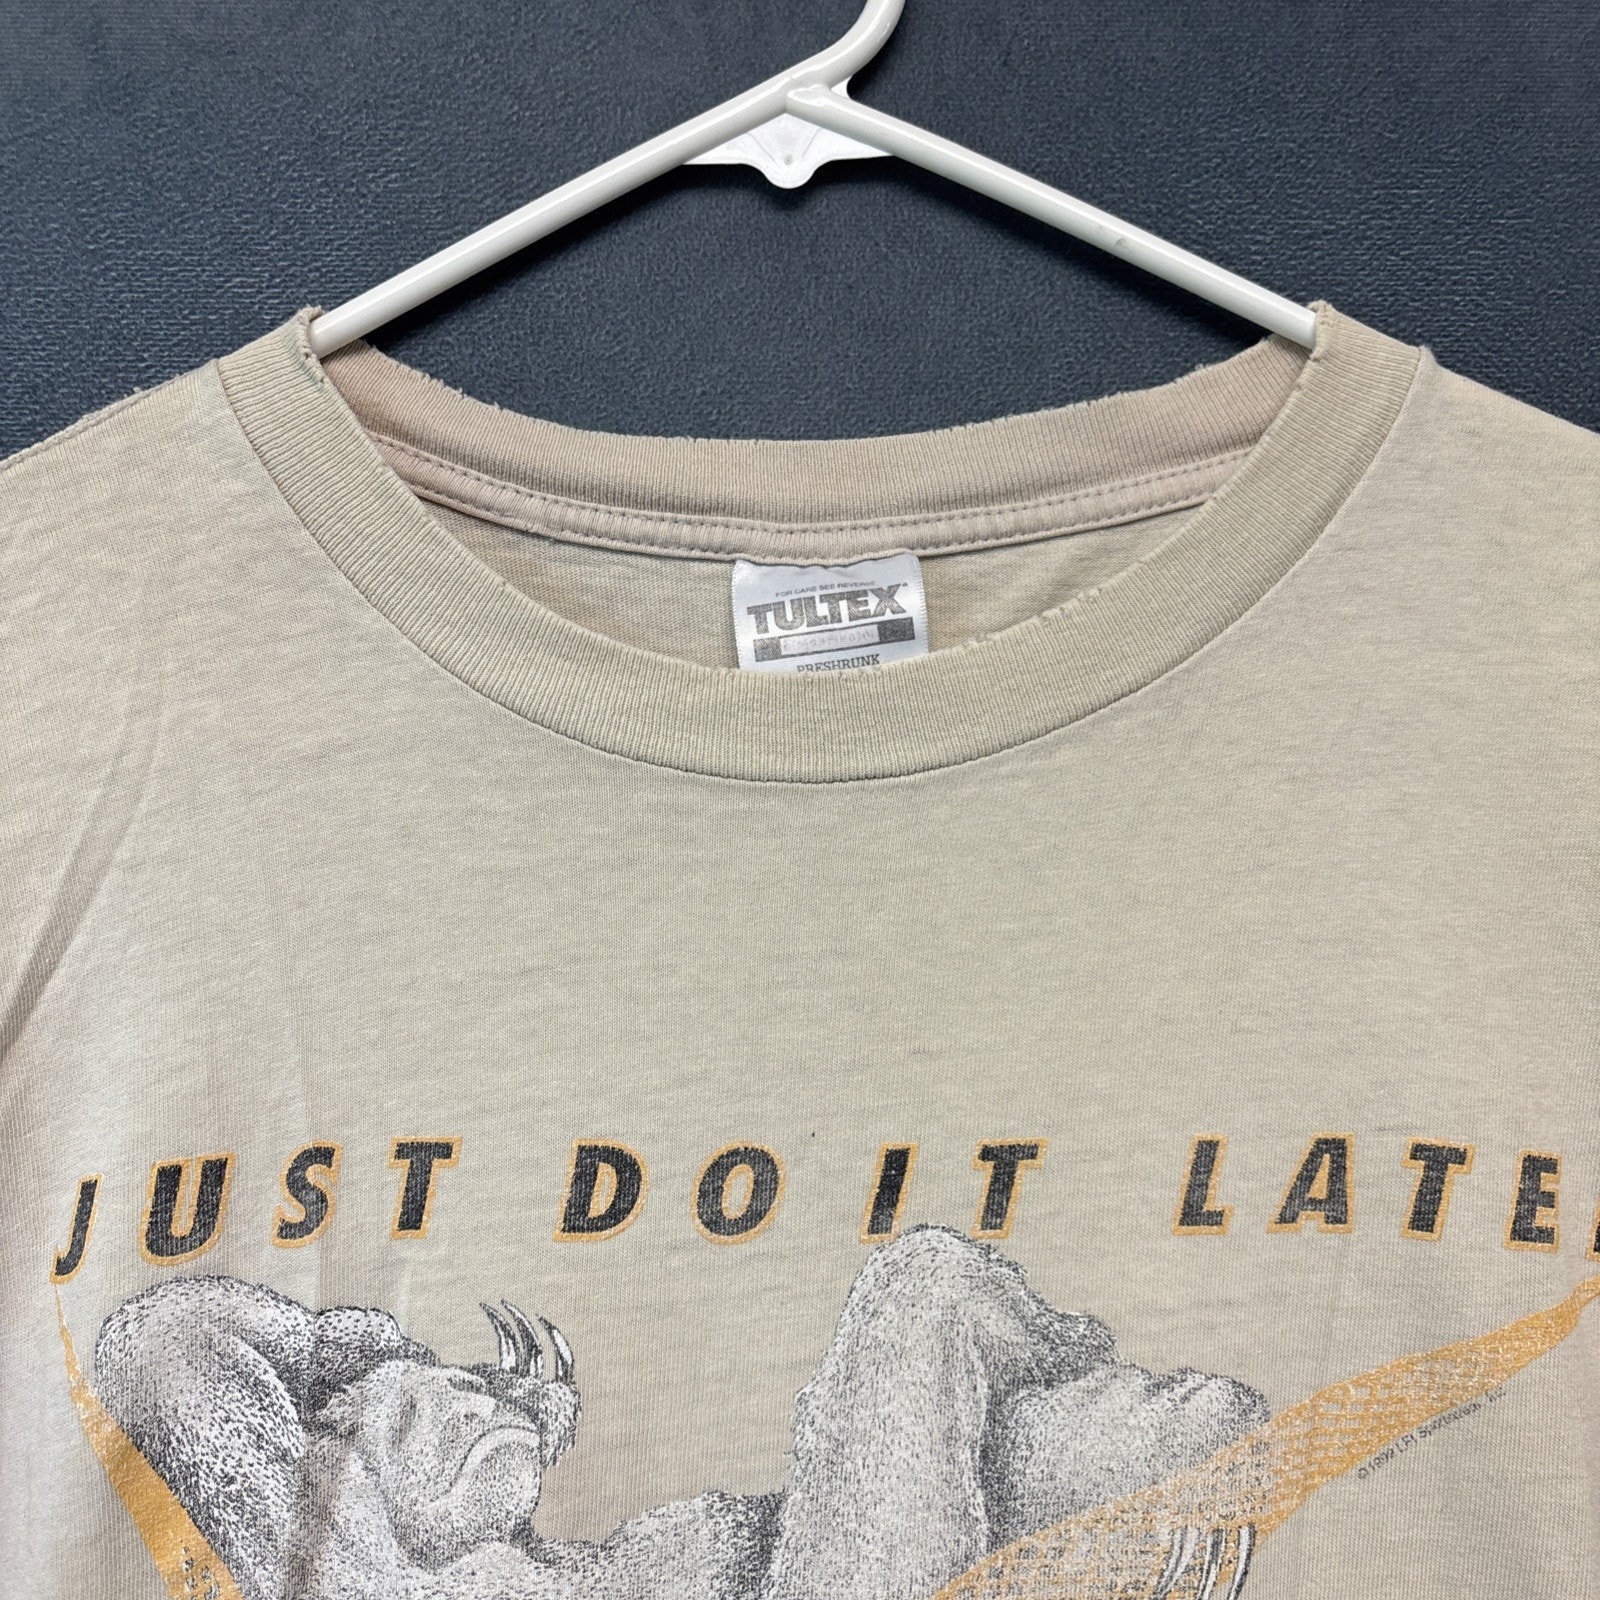 FOR CARE SEE REVERSE
TULTEX
PRESHRUNK
JUST DO IT LATE